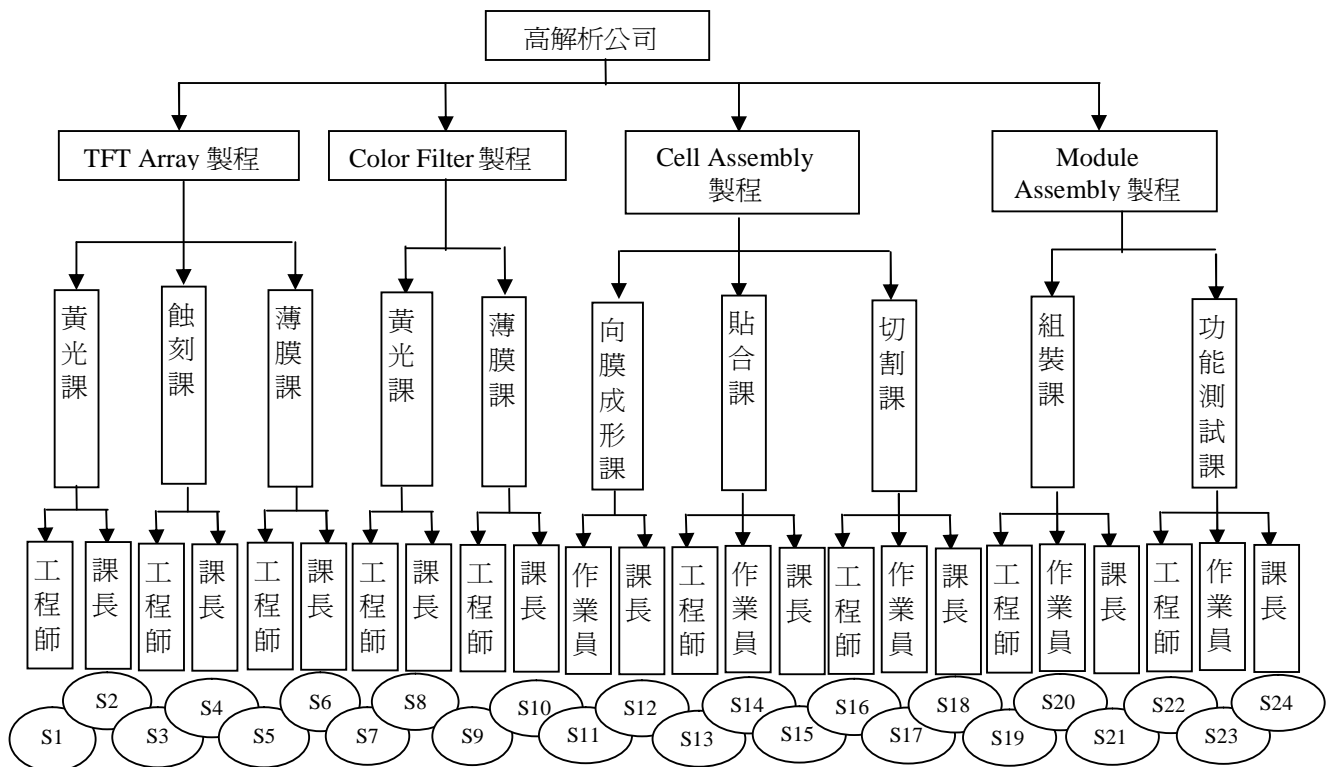 高解析公司
TFT Array 製程
Color Filter 製程
Cell Assembly
製程
Module
Assembly 製程
黃光課
蝕刻課
薄膜課
黃光課
薄膜課
向膜成形課
貼合課
切割課
組裝課
功能測試課
工程師
課長
工程師
課長
工程師
課長
工程師
課長
工程師
課長
作業員
課長
工程師
作業員
課長
工程師
作業員
課長
工程師
作業員
課長
工程師
作業員
課長
S1
S2
S3
S4
S5
S6
S7
S8
S9
S10
S11
S12
S13
S14
S15
S16
S17
S18
S19
S20
S21
S22
S23
S24